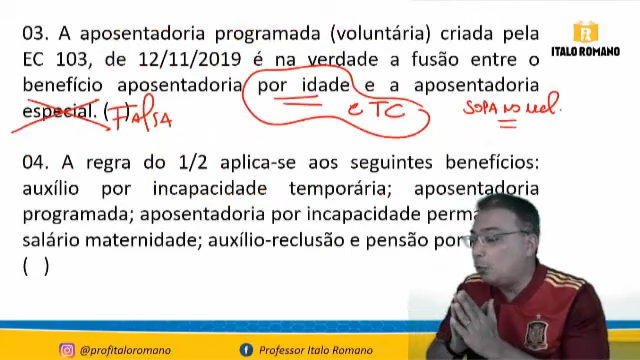 03. A aposentadoria programada (voluntária) criada pela
EC 103, de 12/11/2019 é na verdade a fusão entre o
benefício aposentadoria por idade e a aposentadoria
especial. ( )
FALSA
e TC
SOPA NO mel.
ITALO ROMANO
04. A regra do 1/2 aplica-se aos seguintes benefícios:
auxílio por incapacidade temporária; aposentadoria
programada; aposentadoria por incapacidade
salário maternidade; auxílio-reclusão e pensão por
( )
@profitaloromano
Professor Italo Romano